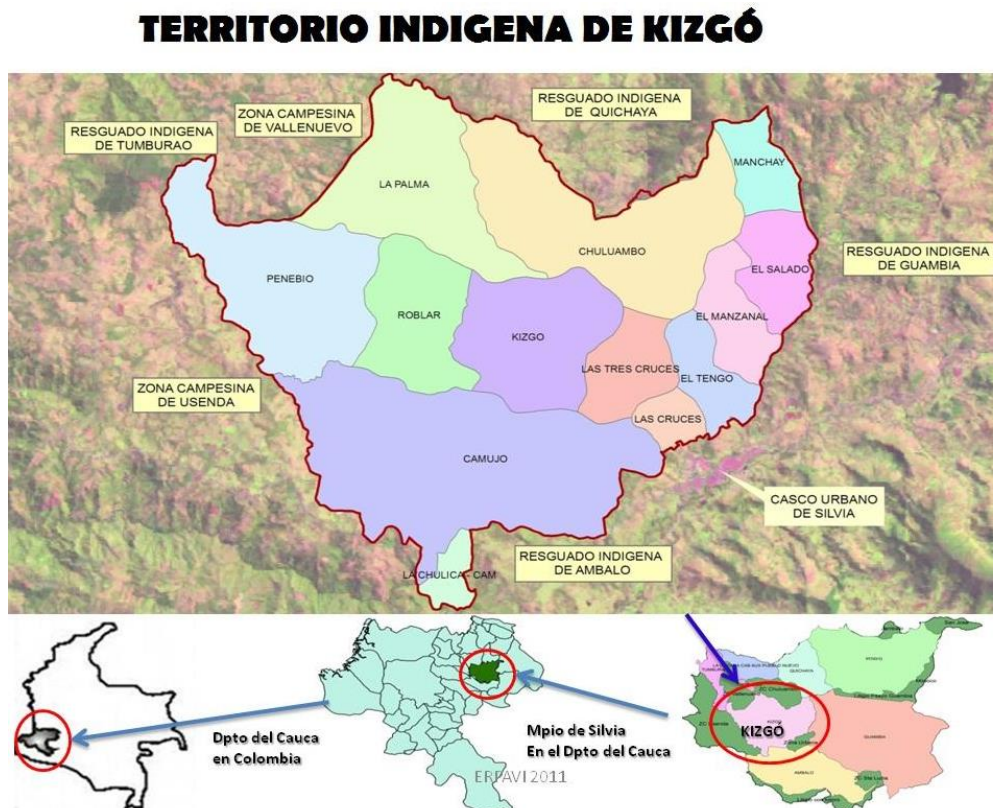 TERRITORIO INDIGENA DE KIZGÓ
ZONA CAMPESINA
DE VALLENUEVO
RESGUADO INDIGENA
DE QUICHAYA
RESGUADO INDIGENA
DE TUMBURAO
MANCHAY
LA PALMA
CHULUAMBO
RESGUADO INDIGENA
DE GUAMBIA
EL SALADO
PENEBIO
ROBLAR
EL MANZANAL
KIZGO
LAS TRES CRUCES
EL TENGO
ZONA CAMPESINA
DE USENDA
LAS CRUCES
CAMUJO
CASCO URBANO
DE SILVIA
RESGUADO INDIGENA
DE AMBALO
LA CHULICA - CAM
Dpto del Cauca
en Colombia
Mpio de Silvia
En el Dpto del Cauca
ERPAVI 2011
QUICHAYA
KIZGÓ
GUAMBIA
AMBALO